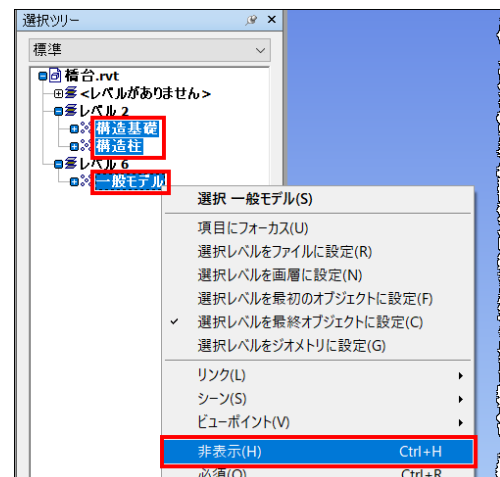 選択ツリー
標準
橋台.rvt
<レベルがありません>
レベル 2
構造基礎
構造柱
レベル 6
一般モデル
選択 一般モデル(S)
項目にフォーカス(U)
選択レベルをファイルに設定(R)
選択レベルを画層に設定(N)
選択レベルを最初のオブジェクトに設定(F)
選択レベルを最終オブジェクトに設定(C)
選択レベルをジオメトリに設定(G)
リンク(L)
シーン(S)
ビューポイント(V)
非表示(H) Ctrl+H
必須(Q) Ctrl+R